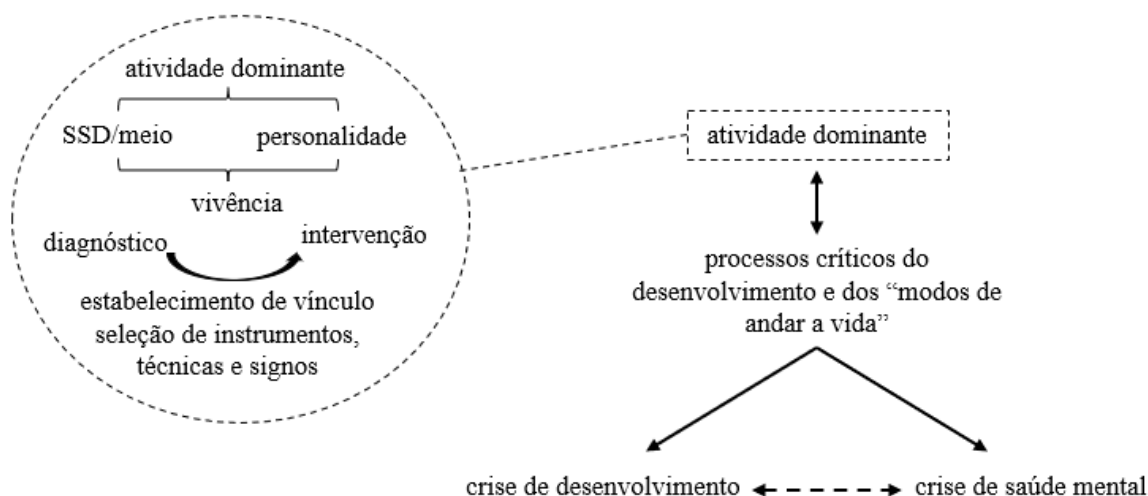 atividade dominante
SSD/meio personalidade
vivência
diagnóstico intervenção
estabelecimento de vínculo
seleção de instrumentos,
técnicas e signos
atividade dominante
processos críticos do
desenvolvimento e dos “modos de
andar a vida”
crise de desenvolvimento crise de saúde mental